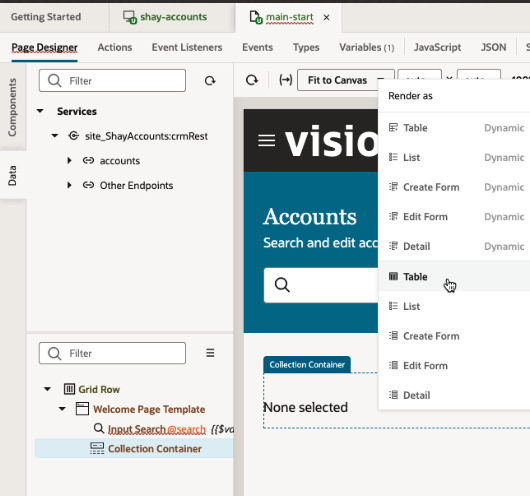 Getting Started
shay-accounts
main-start
Page Designer Actions Event Listeners Events Types Variables (1) JavaScript JSON S
Components
Data
Filter
Services
site_ShayAccounts:crmRest
accounts
Other Endpoints
Filter
Grid Row
Welcome Page Template
Input Search @search {{$va
Collection Container
Fit to Canvas
visio
Accounts
Search and edit acc
Collection Container
None selected
Render as
Table Dynamic
List Dynamic
Create Form Dynamic
Edit Form Dynamic
Detail Dynamic
Table
List
Create Form
Edit Form
Detail